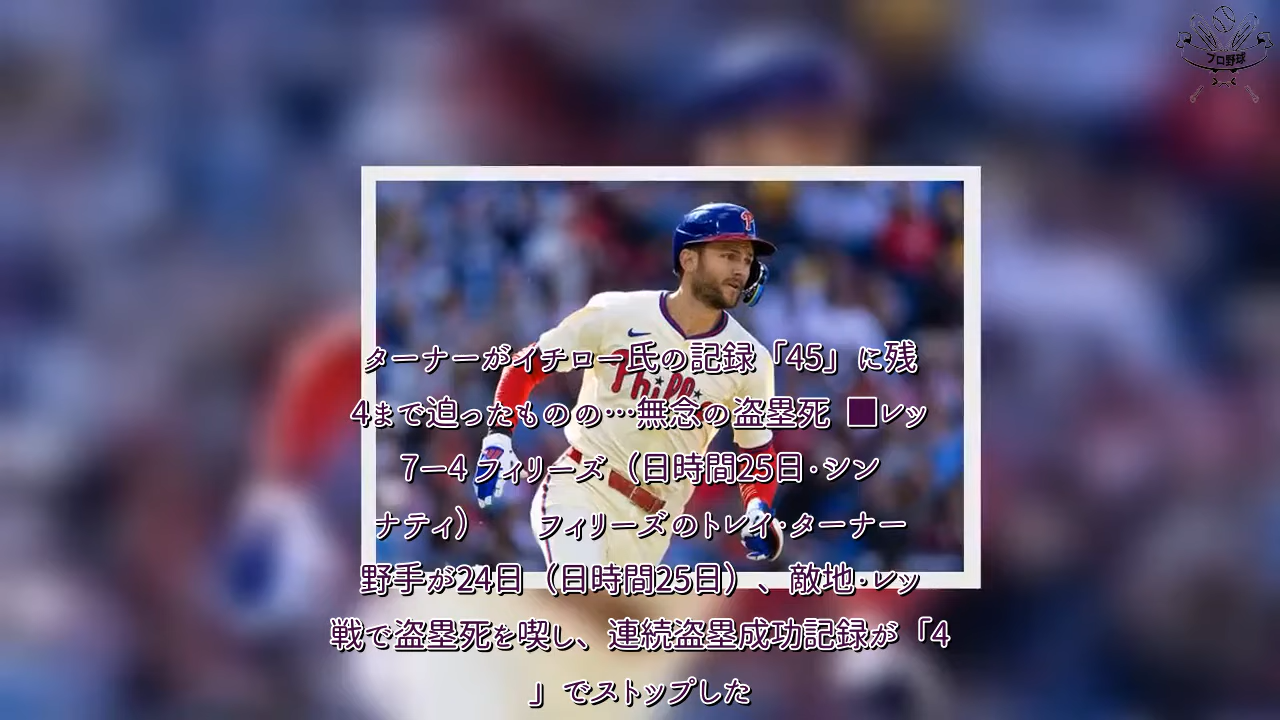 プロ野球
P
Phill
ターナーがイチロー氏の記録「45」に残
4まで迫ったものの…無念の盗塁死 ■レッ
7ー4 フィリーズ（日時間25日・シン
ナティ） フィリーズのトレイ・ターナー
野手が24日（日時間25日）、敵地・レッ
戦で盗塁死を喫し、連続盗塁成功記録が「4
」でストップした